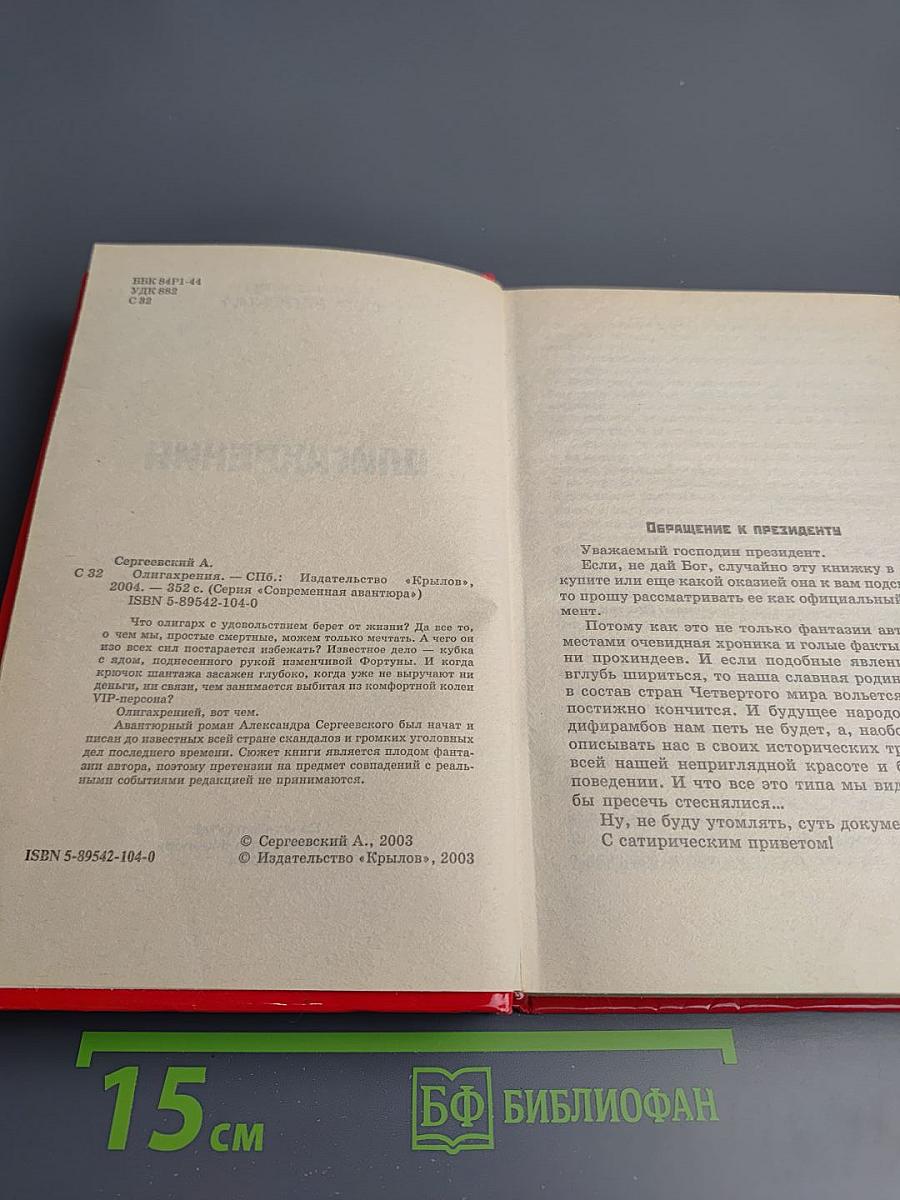 ББК 84Р1-44
УДК 882
С 32
Сергеевский А.
С 32 Олигахрения. — СПб.: Издательство «Крылов»,
2004. — 352 с. (Серия «Современная авантюра»)
ISBN 5-89542-104-0
Что олигарх с удовольствием берет от жизни? Да все то,
о чем мы, простые смертные, можем только мечтать. А чего он
изо всех сил постарается избежать? Известное дело — кубка
с ядом, поднесенного рукой изменчивой Фортуны. И когда
крючок шантажа засажен глубоко, когда уже не выручают ни
деньги, ни связи, чем занимается выбитая из комфортной колеи
VIP-персона?
Олигахренией, вот чем.
Авантюрный роман Александра Сергеевского был начат и
писан до известных всей стране скандалов и громких уголовных
дел последнего времени. Сюжет книги является плодом фанта-
зии автора, поэтому претензии на предмет совпадений с реаль-
ными событиями редакцией не принимаются.
ISBN 5-89542-104-0
© Сергеевский А., 2003
© Издательство «Крылов», 2003
Обращение к президенту
Уважаемый господин президент.
Если, не дай Бог, случайно эту книжку в
купите или еще какой оказией она к вам
то прошу рассматривать ее как официальный
мент.
Потому как это не только фантазии авт
местами очевидная хроника и голые факты
ни прохиндеев. И если подобные явлен
вглубь шириться, то наша славная родин
в состав стран Четвертого мира вольется
постижно кончится. И будущее народо
дифирамбов нам петь не будет, а, наобо
описывать нас в своих исторических тр
всей нашей неприглядной красоте и б
поведении. И что все это типа мы вид
бы пресечь стеснялися...
Ну, не буду утомлять, суть докуме
С сатирическим приветом!
15 см
БФ БИБЛИОФАН